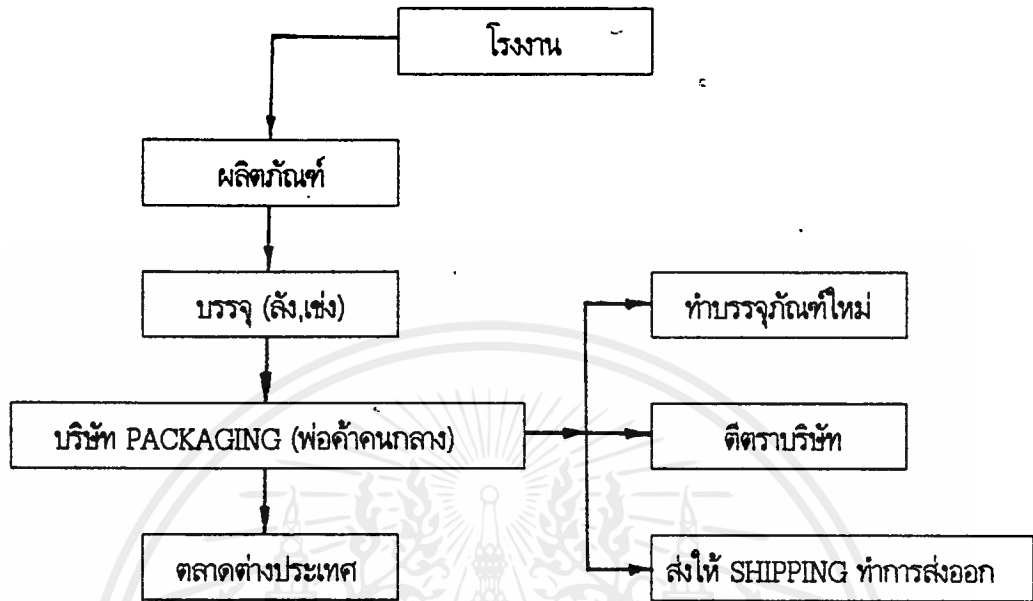 โรงงาน
ผลิตภัณฑ์
บรรจุ (ลัง,เข่ง)
ทำบรรจุภัณฑ์ใหม่
บริษัท PACKAGING (พ่อค้าคนกลาง)
ตีตราบริษัท
ตลาดต่างประเทศ
ส่งให้ SHIPPING ทำการส่งออก